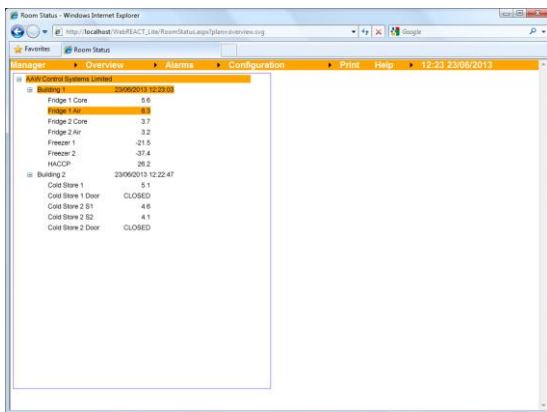 Room Status - Windows Internet Explorer
http://localhost/WebREACT_Lite/RoomStatus.aspx?plan=overview.svg
Google
Favorites Room Status
Manager Overview Alarms Configuration Print Help 12:23 23/06/2013
AAW Control Systems Limited
Building 1 23/06/2013 12:23:03
Fridge 1 Core 5.6
Fridge 1 Air 8.3
Fridge 2 Core 3.7
Fridge 2 Air 3.2
Freezer 1 -21.5
Freezer 2 -37.4
HACCP 26.2
Building 2 23/06/2013 12:22:47
Cold Store 1 5.1
Cold Store 1 Door CLOSED
Cold Store 2 S1 4.6
Cold Store 2 S2 4.1
Cold Store 2 Door CLOSED